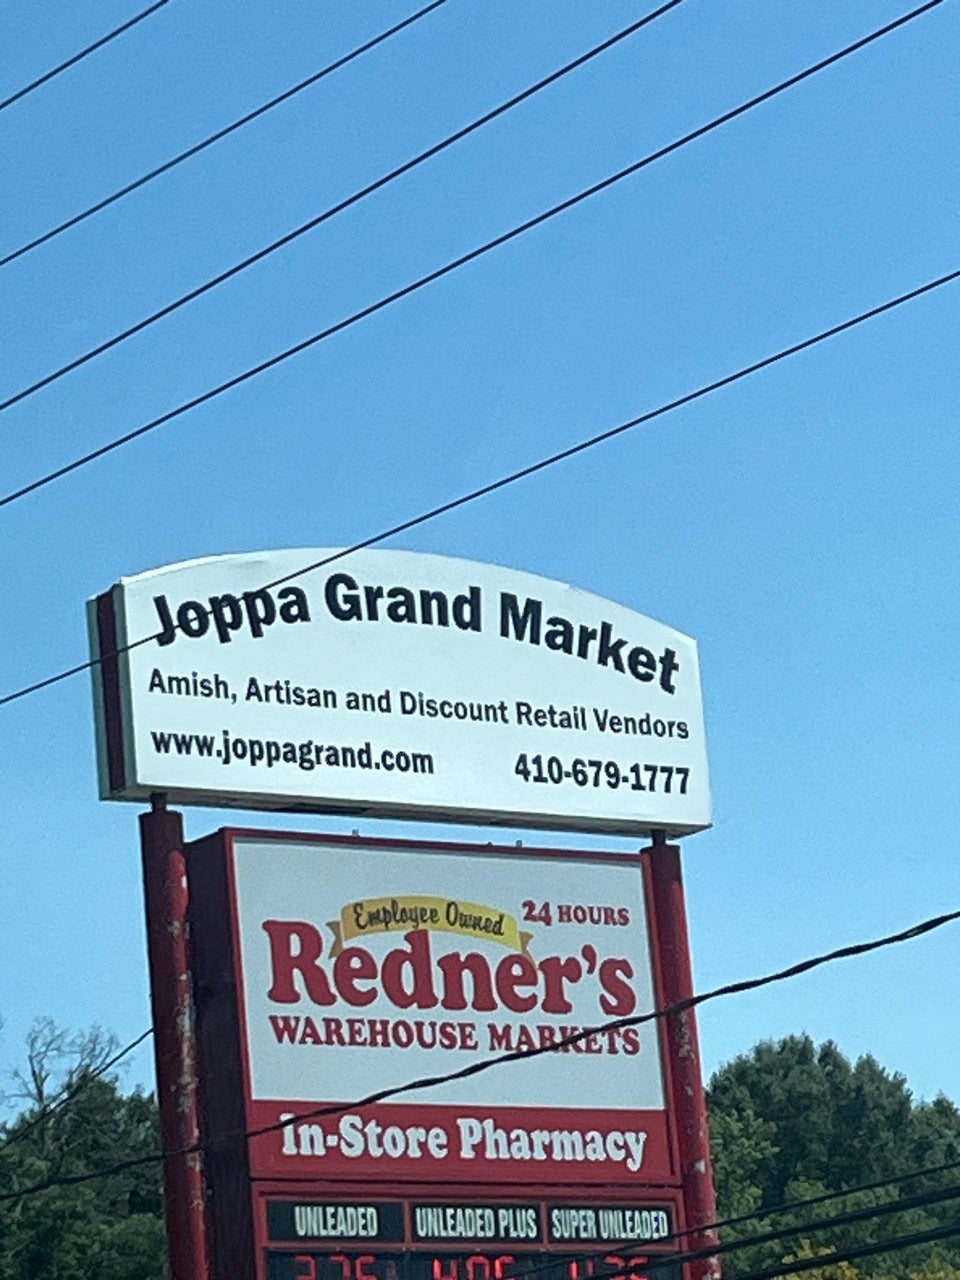 Joppa Grand Market
Amish, Artisan and Discount Retail Vendors
www.joppagrand.com 410-679-1777
Employee Owned 24 HOURS
Redner's
WAREHOUSE MARKETS
In-Store Pharmacy
UNLEADED UNLEADED PLUS SUPER UNLEADED